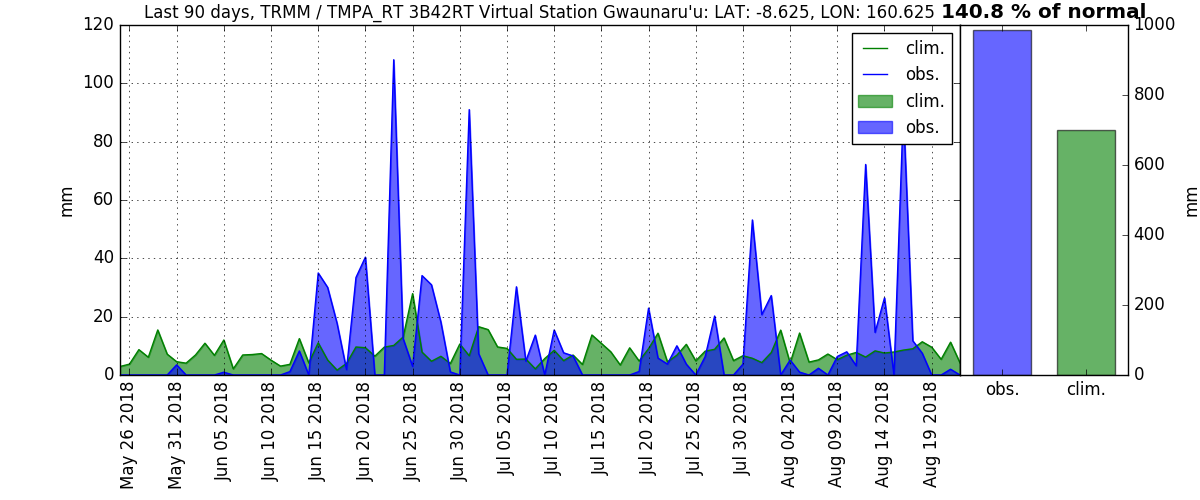 Last 90 days, TRMM / TMPA_RT 3B42RT Virtual Station Gwaunaru'u: LAT: -8.625, LON: 160.625 140.8 % of normal
120
100
80
60
40
20
0
mm
clim.
obs.
clim.
obs.
May 26 2018
May 31 2018
Jun 05 2018
Jun 10 2018
Jun 15 2018
Jun 20 2018
Jun 25 2018
Jun 30 2018
Jul 05 2018
Jul 10 2018
Jul 15 2018
Jul 20 2018
Jul 25 2018
Jul 30 2018
Aug 04 2018
Aug 09 2018
Aug 14 2018
Aug 19 2018
1000
800
600
400
200
0
mm
obs. clim.